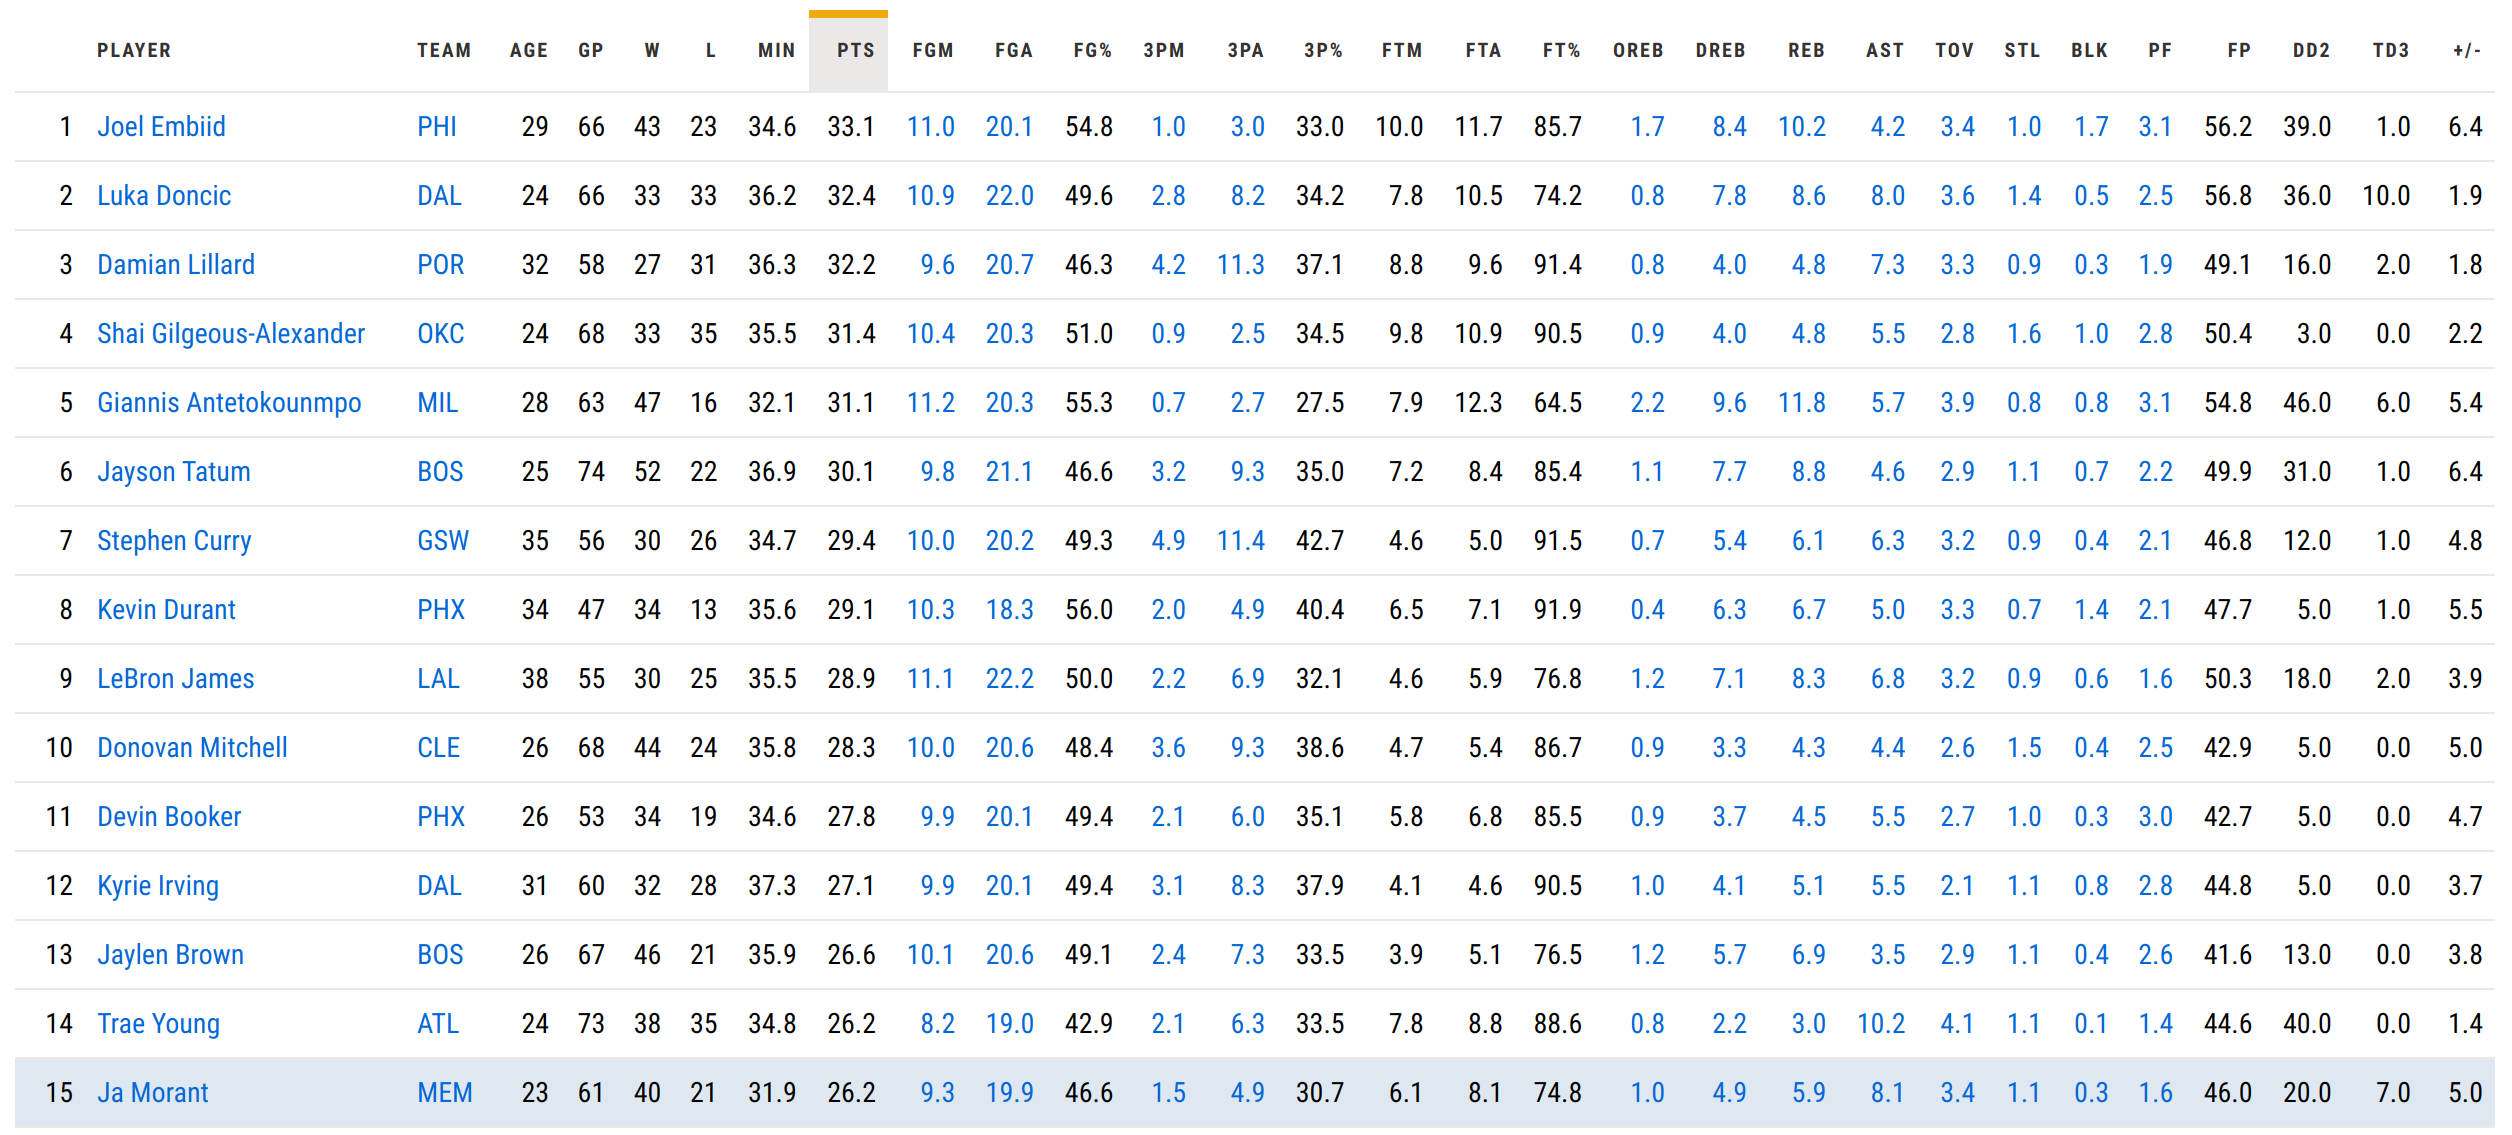 PLAYER TEAM AGE GP W L MIN PTS FGM FGA FG% 3PM 3PA 3P% FTM FTA FT% OREB DREB REB AST TOV STL BLK PF FP DD2 TD3 +/-
1 Joel Embiid PHI 29 66 43 23 34.6 33.1 11.0 20.1 54.8 1.0 3.0 33.0 10.0 11.7 85.7 1.7 8.4 10.2 4.2 3.4 1.0 1.7 3.1 56.2 39.0 1.0 6.4
2 Luka Doncic DAL 24 66 33 33 36.2 32.4 10.9 22.0 49.6 2.8 8.2 34.2 7.8 10.5 74.2 0.8 7.8 8.6 8.0 3.6 1.4 0.5 2.5 56.8 36.0 10.0 1.9
3 Damian Lillard POR 32 58 27 31 36.3 32.2 9.6 20.7 46.3 4.2 11.3 37.1 8.8 9.6 91.4 0.8 4.0 4.8 7.3 3.3 0.9 0.3 1.9 49.1 16.0 2.0 1.8
4 Shai Gilgeous-Alexander OKC 24 68 33 35 35.5 31.4 10.4 20.3 51.0 0.9 2.5 34.5 9.8 10.9 90.5 0.9 4.0 4.8 5.5 2.8 1.6 1.0 2.8 50.4 3.0 0.0 2.2
5 Giannis Antetokounmpo MIL 28 63 47 16 32.1 31.1 11.2 20.3 55.3 0.7 2.7 27.5 7.9 12.3 64.5 2.2 9.6 11.8 5.7 3.9 0.8 0.8 3.1 54.8 46.0 6.0 5.4
6 Jayson Tatum BOS 25 74 52 22 36.9 30.1 9.8 21.1 46.6 3.2 9.3 35.0 7.2 8.4 85.4 1.1 7.7 8.8 4.6 2.9 1.1 0.7 2.2 49.9 31.0 1.0 6.4
7 Stephen Curry GSW 35 56 30 26 34.7 29.4 10.0 20.2 49.3 4.9 11.4 42.7 4.6 5.0 91.5 0.7 5.4 6.1 6.3 3.2 0.9 0.4 2.1 46.8 12.0 1.0 4.8
8 Kevin Durant PHX 34 47 34 13 35.6 29.1 10.3 18.3 56.0 2.0 4.9 40.4 6.5 7.1 91.9 0.4 6.3 6.7 5.0 3.3 0.7 1.4 2.1 47.7 5.0 1.0 5.5
9 LeBron James LAL 38 55 30 25 35.5 28.9 11.1 22.2 50.0 2.2 6.9 32.1 4.6 5.9 76.8 1.2 7.1 8.3 6.8 3.2 0.9 0.6 1.6 50.3 18.0 2.0 3.9
10 Donovan Mitchell CLE 26 68 44 24 35.8 28.3 10.0 20.6 48.4 3.6 9.3 38.6 4.7 5.4 86.7 0.9 3.3 4.3 4.4 2.6 1.5 0.4 2.5 42.9 5.0 0.0 5.0
11 Devin Booker PHX 26 53 34 19 34.6 27.8 9.9 20.1 49.4 2.1 6.0 35.1 5.8 6.8 85.5 0.9 3.7 4.5 5.5 2.7 1.0 0.3 3.0 42.7 5.0 0.0 4.7
12 Kyrie Irving DAL 31 60 32 28 37.3 27.1 9.9 20.1 49.4 3.1 8.3 37.9 4.1 4.6 90.5 1.0 4.1 5.1 5.5 2.1 1.1 0.8 2.8 44.8 5.0 0.0 3.7
13 Jaylen Brown BOS 26 67 46 21 35.9 26.6 10.1 20.6 49.1 2.4 7.3 33.5 3.9 5.1 76.5 1.2 5.7 6.9 3.5 2.9 1.1 0.4 2.6 41.6 13.0 0.0 3.8
14 Trae Young ATL 24 73 38 35 34.8 26.2 8.2 19.0 42.9 2.1 6.3 33.5 7.8 8.8 88.6 0.8 2.2 3.0 10.2 4.1 1.1 0.1 1.4 44.6 40.0 0.0 1.4
15 Ja Morant MEM 23 61 40 21 31.9 26.2 9.3 19.9 46.6 1.5 4.9 30.7 6.1 8.1 74.8 1.0 4.9 5.9 8.1 3.4 1.1 0.3 1.6 46.0 20.0 7.0 5.0